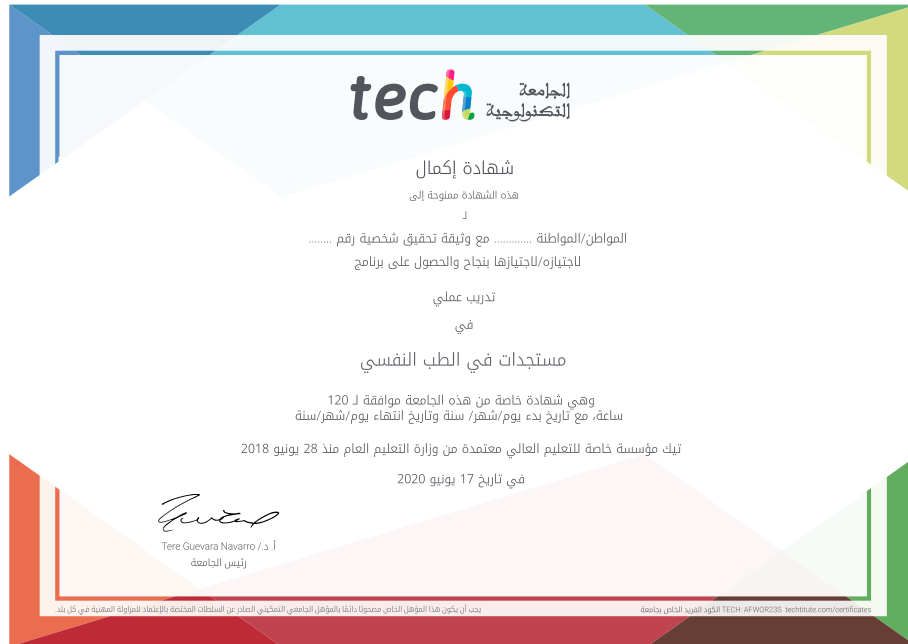 tech الجامعة
التكنولوجية
شهادة إكمال
هذه الشهادة ممنوحة إلى
لـ
المواطن/المواطنة ............. مع وثيقة تحقيق شخصية رقم ........
لاجتيازه/لاجتيازها بنجاح والحصول على برنامج
تدريب عملي
في
مستجدات في الطب النفسي
وهي شهادة خاصة من هذه الجامعة موافقة لـ 120
ساعة، مع تاريخ بدء يوم/شهر/ سنة وتاريخ انتهاء يوم/شهر/سنة
تيك مؤسسة خاصة للتعليم العالي معتمدة من وزارة التعليم العام منذ 28 يونيو 2018
في تاريخ 17 يونيو 2020
أ. د./ Tere Guevara Navarro
رئيس الجامعة
يجب أن يكون هذا المؤهل الخاص مصحوبًا دائمًا بالمؤهل الجامعي التمكيني الصادر عن السلطات المختصة بالإعتماد للمزاولة المهنية في كل بلد.
الكود الفريد الخاص بجامعة TECH: AFWOR23S techtitute.com/certificates